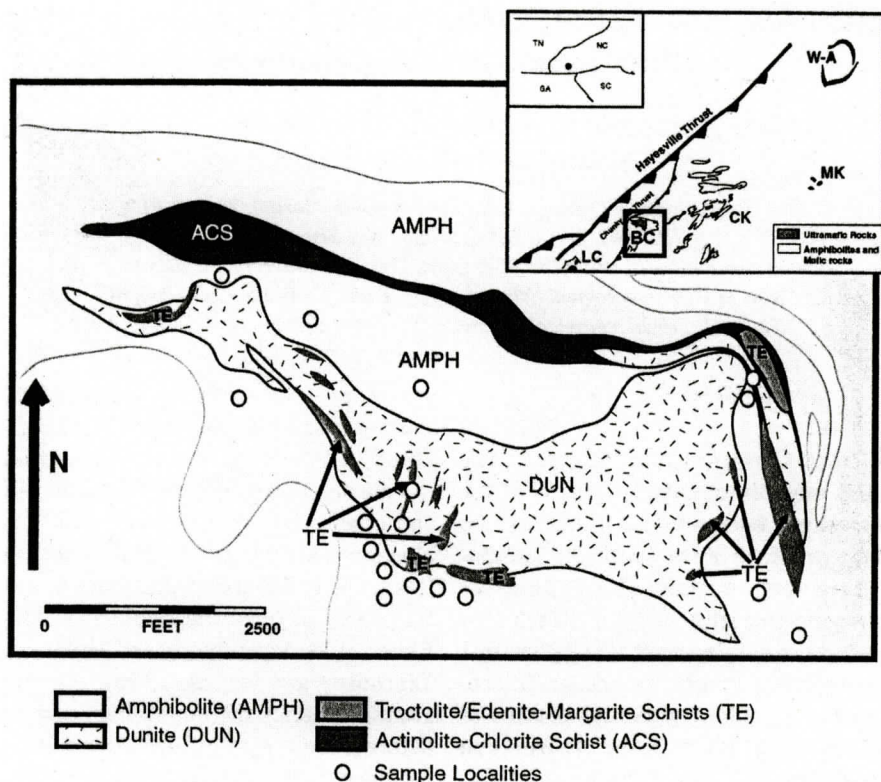 TN
NC
GA
SC
W-A
Hayesville Thrust
MK
CK
BC
LC
Thrust
Ultramafic Rocks
Amphibolites and
Mafic rocks
AMPH
ACS
TE
AMPH
TE
N
DUN
TE
TE
TE
TE
0
FEET
2500
Amphibolite (AMPH)
Troctolite/Edenite-Margarite Schists (TE)
Dunite (DUN)
Actinolite-Chlorite Schist (ACS)
Sample Localities